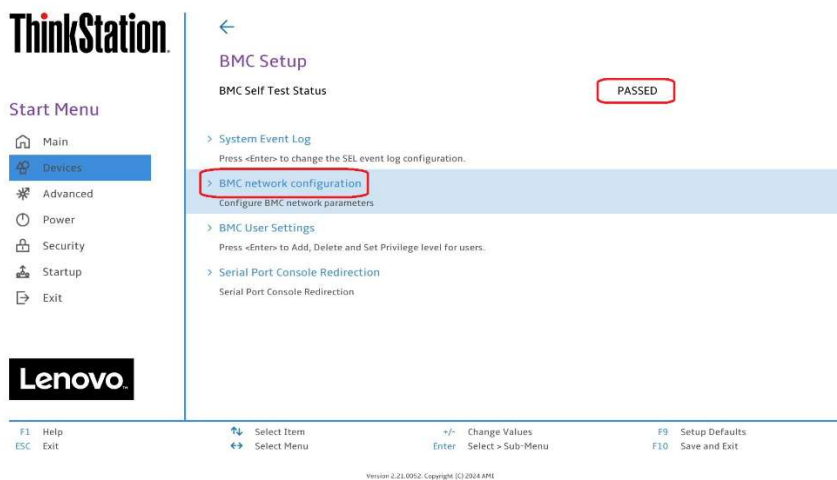 ThinkStation
Start Menu
Main
Devices
Advanced
Power
Security
Startup
Exit
Lenovo
BMC Setup
BMC Self Test Status PASSED
> System Event Log
Press <Enter> to change the SEL event log configuration.
> BMC network configuration
Configure BMC network parameters
> BMC User Settings
Press <Enter> to Add, Delete and Set Privilege level for users.
> Serial Port Console Redirection
Serial Port Console Redirection
F1 Help ↑↓ Select Item +/- Change Values F9 Setup Defaults
ESC Exit ↔ Select Menu Enter Select > Sub-Menu F10 Save and Exit
Version 2.21.0052. Copyright (C) 2024 AMI